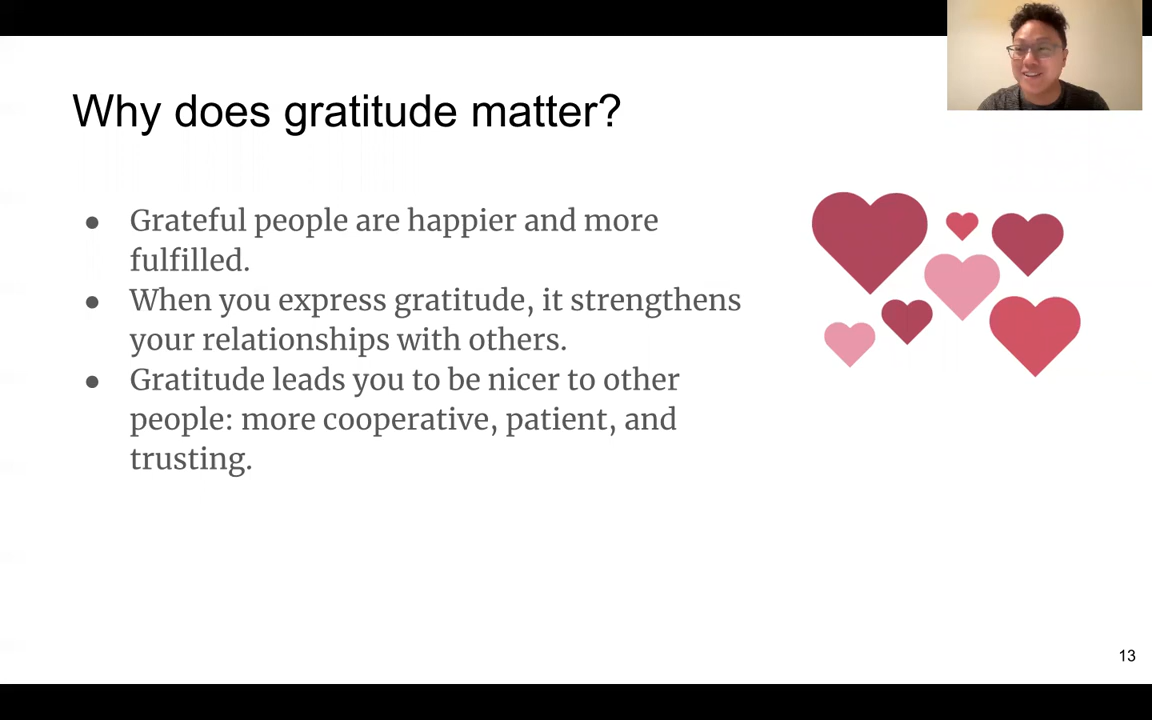 Why does gratitude matter?
● Grateful people are happier and more
fulfilled.
● When you express gratitude, it strengthens
your relationships with others.
● Gratitude leads you to be nicer to other
people: more cooperative, patient, and
trusting.
13